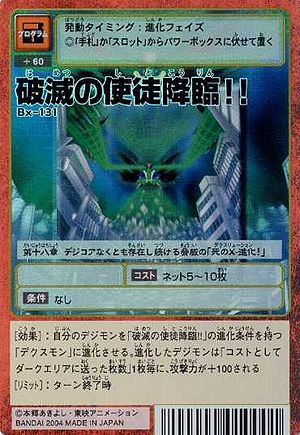 プログラム
+60
発動タイミング：進化フェイズ
◎「手札」か「スロット」からパワーボックスに伏せて置く
破滅の使徒降臨!!
Bx-131
第十八章 デジコアなくとも存在し続ける脅威の「死のX-進化!」
コスト ネット5～10枚
条件 なし
[効果]：自分のデジモンを「破滅の使徒降臨!!」の進化条件を持つ
「デクスモン」に進化させる。進化したデジモンは「コストとして
ダークエリアに送った枚数」1枚毎に、攻撃力が+100される
[リミット]：ターン終了時
©本郷あきよし・東映アニメーション
BANDAI 2004 MADE IN JAPAN